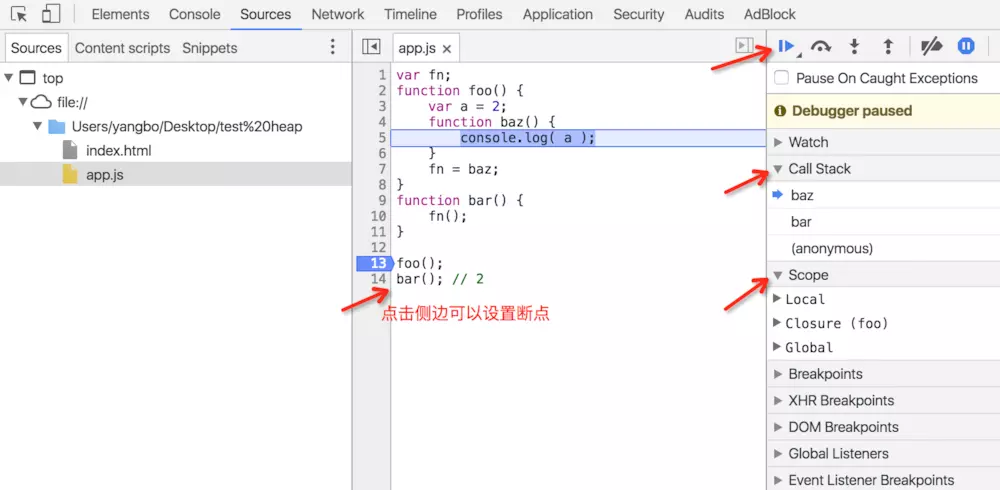 Elements Console Sources Network Timeline Profiles Application Security Audits AdBlock
Sources Content scripts Snippets
top
file://
Users/yangbo/Desktop/test%20heap
index.html
app.js
app.js ×
1 var fn;
2 function foo() {
3 var a = 2;
4 function baz() {
5 console.log( a );
6 }
7 fn = baz;
8 }
9 function bar() {
10 fn();
11 }
12
13 foo();
14 bar(); // 2
点击侧边可以设置断点
Pause On Caught Exceptions
Debugger paused
Watch
Call Stack
baz
bar
(anonymous)
Scope
Local
Closure (foo)
Global
Breakpoints
XHR Breakpoints
DOM Breakpoints
Global Listeners
Event Listener Breakpoints